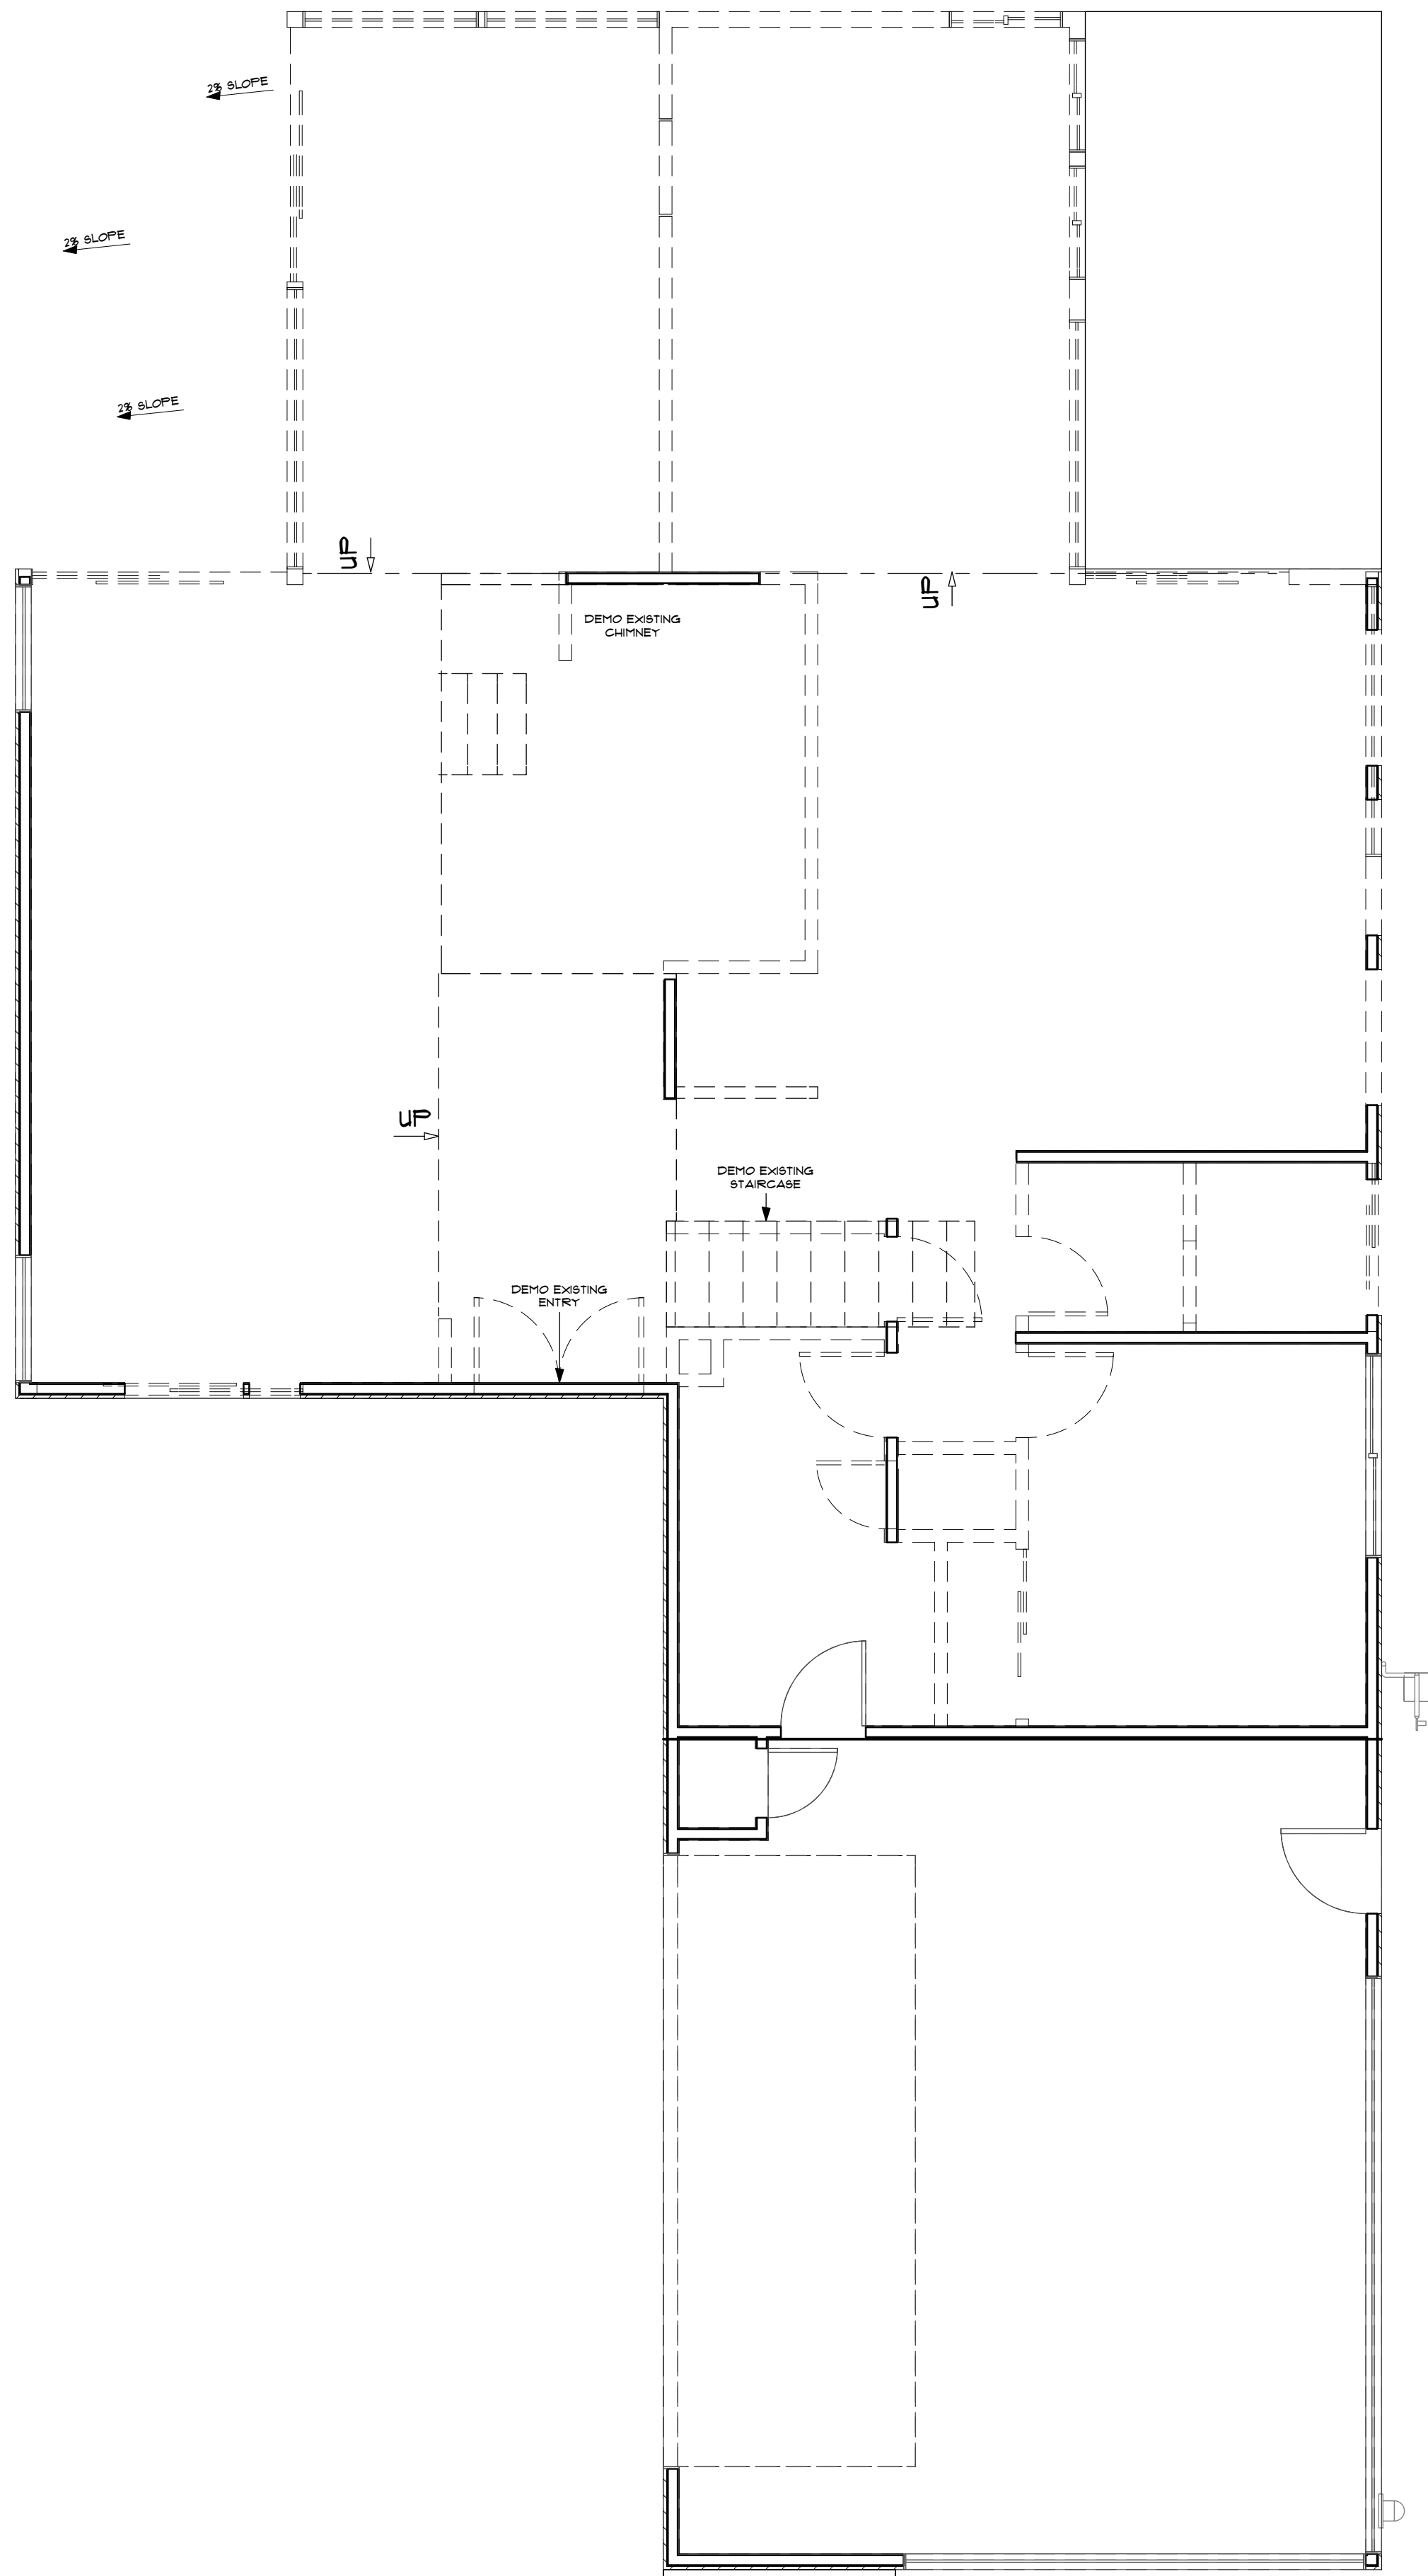 2% SLOPE
2% SLOPE
2% SLOPE
UP
UP
DEMO EXISTING
CHIMNEY
UP
DEMO EXISTING
STAIRCASE
DEMO EXISTING
ENTRY